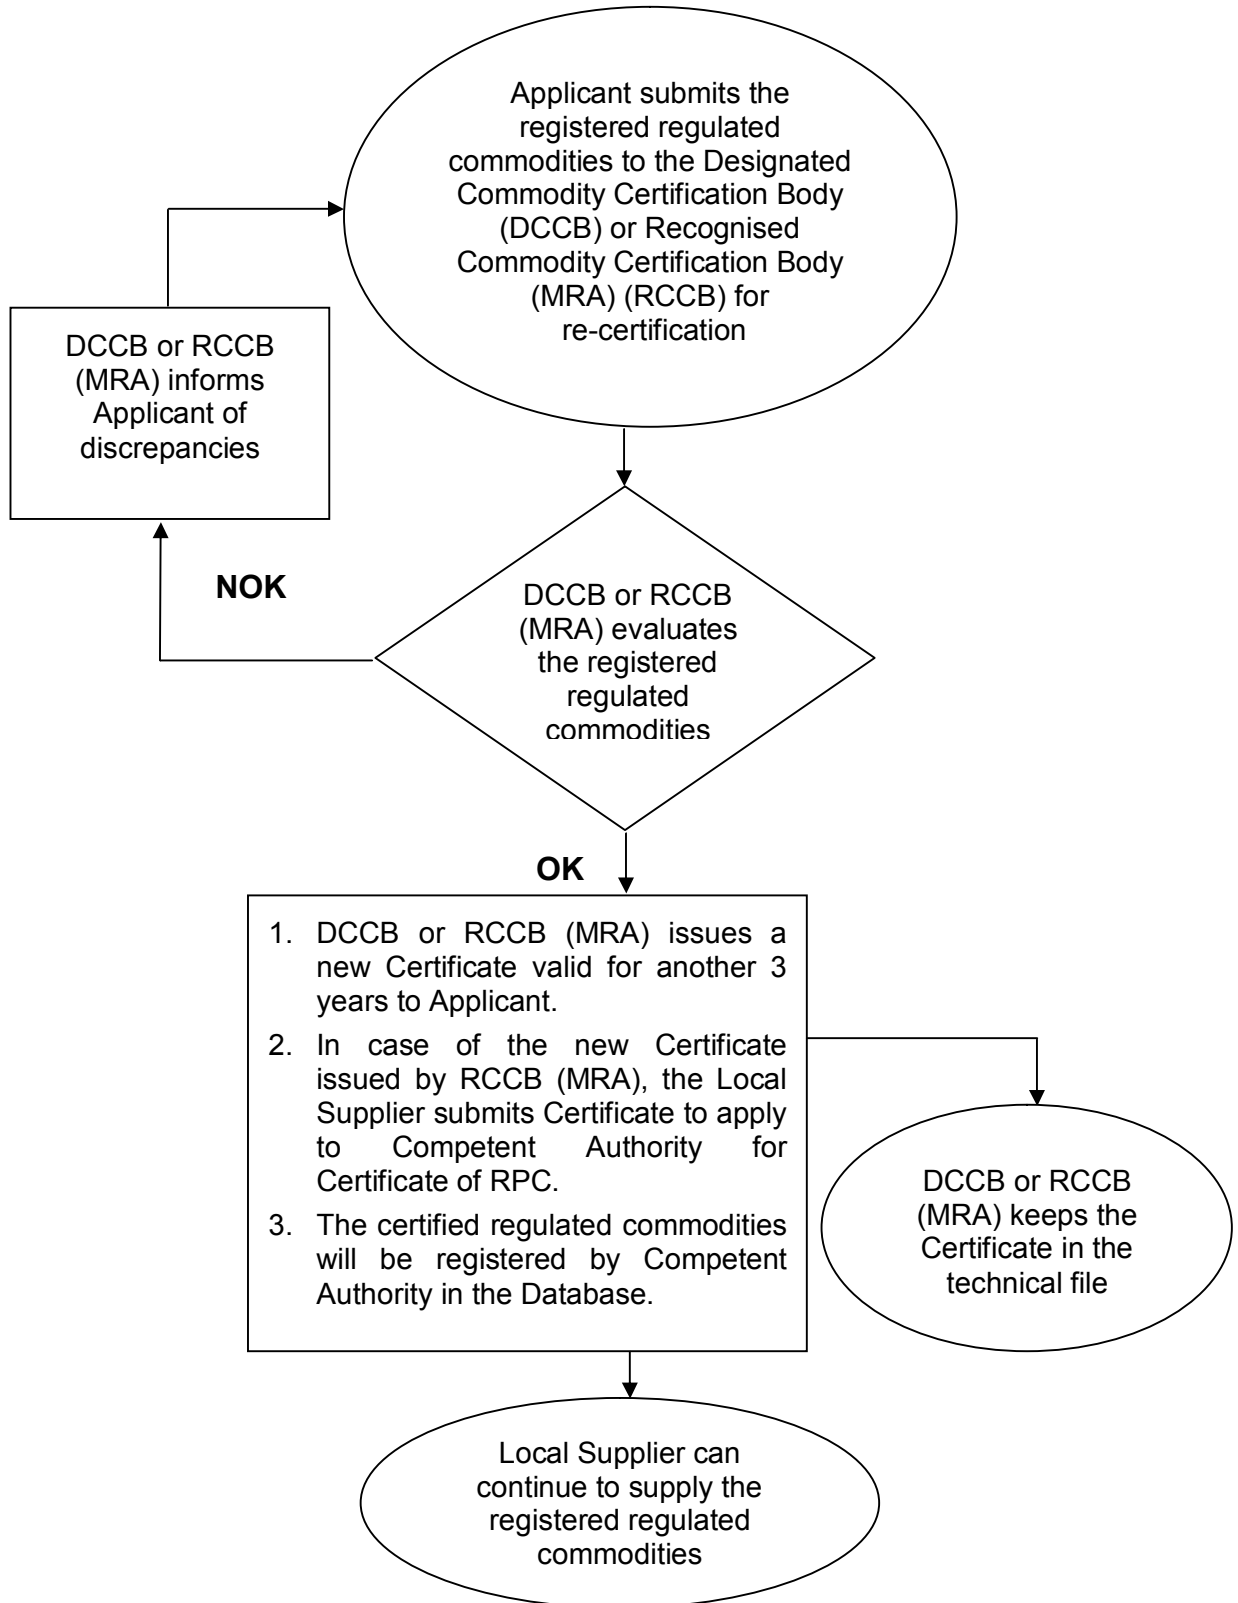 Applicant submits the
registered regulated
commodities to the Designated
Commodity Certification Body
(DCCB) or Recognised
Commodity Certification Body
(MRA) (RCCB) for
re-certification
DCCB or RCCB
(MRA) informs
Applicant of
discrepancies
NOK
DCCB or RCCB
(MRA) evaluates
the registered
regulated
commodities
OK
1. DCCB or RCCB (MRA) issues a
new Certificate valid for another 3
years to Applicant.
2. In case of the new Certificate
issued by RCCB (MRA), the Local
Supplier submits Certificate to apply
to Competent Authority for
Certificate of RPC.
3. The certified regulated commodities
will be registered by Competent
Authority in the Database.
DCCB or RCCB
(MRA) keeps the
Certificate in the
technical file
Local Supplier can
continue to supply the
registered regulated
commodities